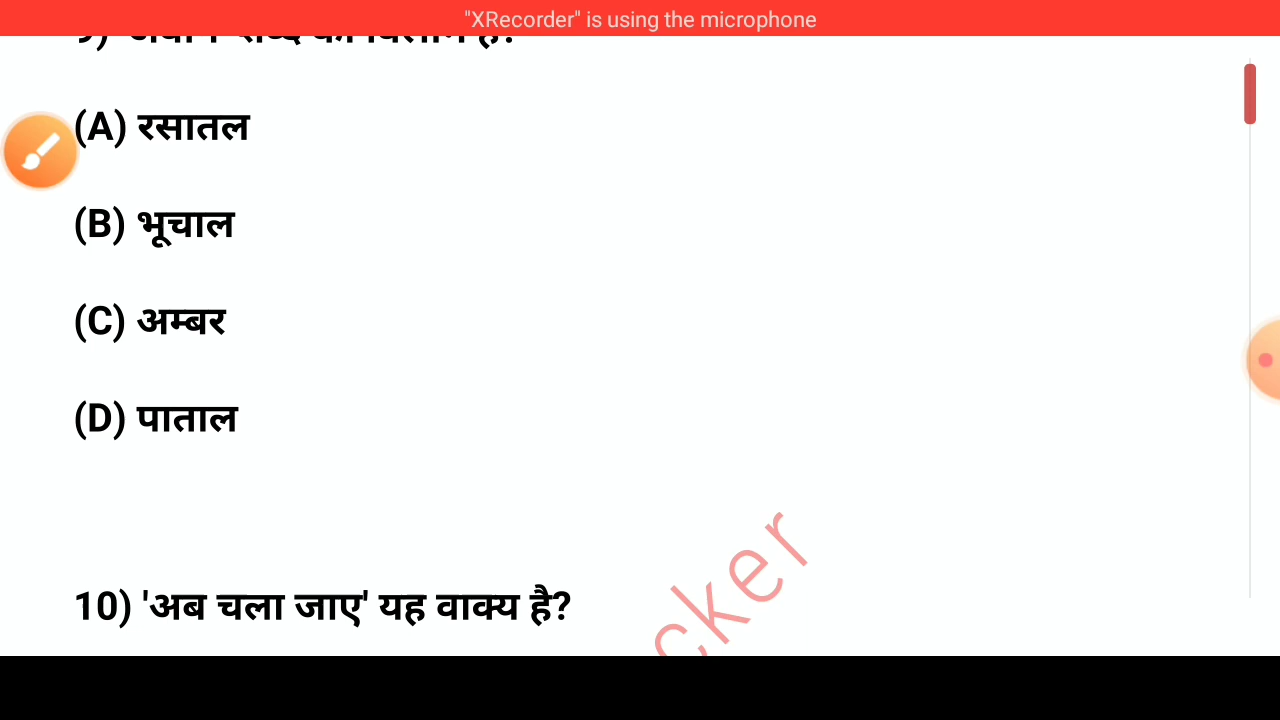 "XRecorder" is using the microphone
(A) रसातल
(B) भूचाल
(C) अम्बर
(D) पाताल
cker
10) 'अब चला जाए' यह वाक्य है?